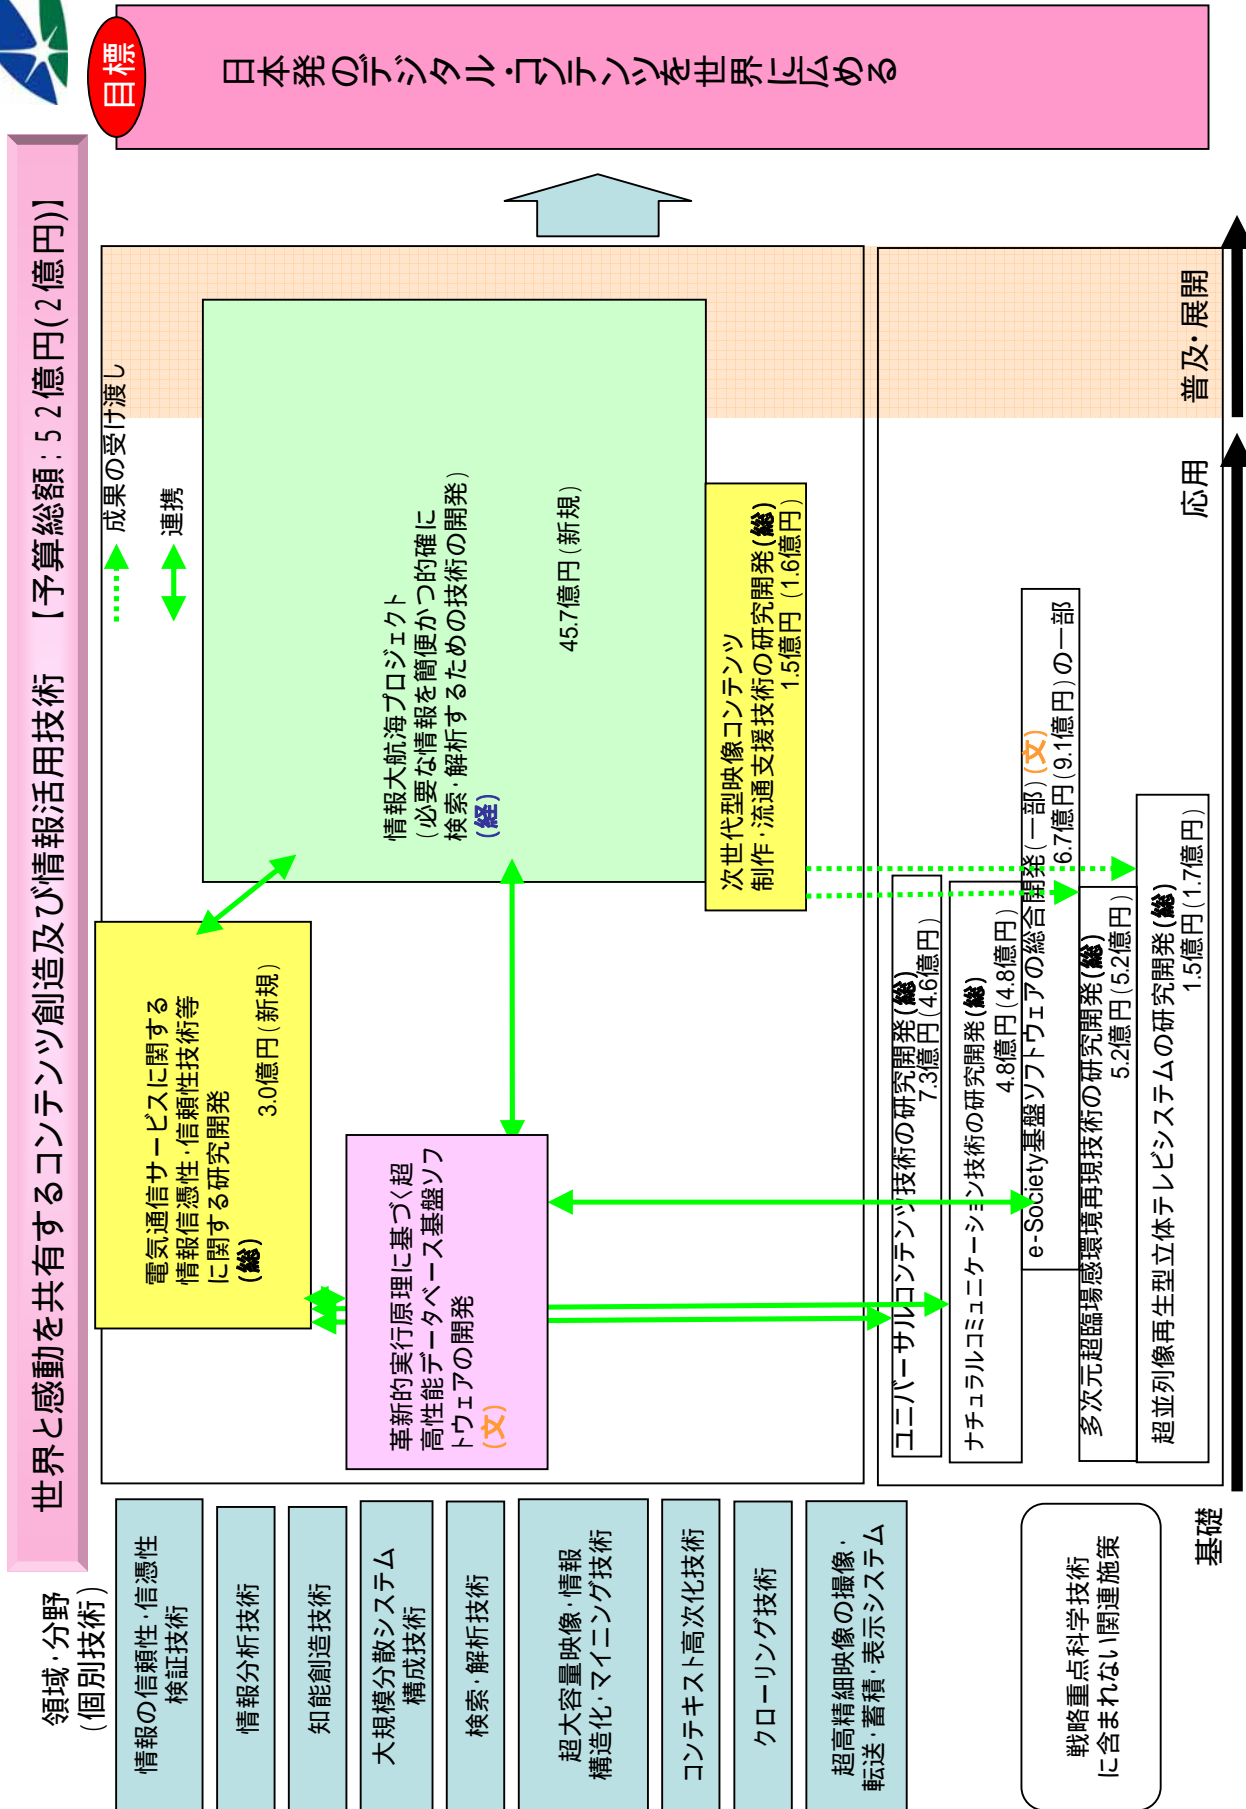 世界と感動を共有するコンテンツ創造及び情報活用技術 【予算総額：52億円(2億円)】
目標
日本発のデジタル・コンテンツを世界に広める
領域・分野
(個別技術)
成果の受け渡し
連携
情報の信頼性・信憑性
検証技術
情報分析技術
知能創造技術
大規模分散システム
構成技術
検索・解析技術
超大容量映像・情報
構造化・マイニング技術
コンテキスト高次化技術
クローリング技術
超高精細映像の撮像・
転送・蓄積・表示システム
戦略重点科学技術
に含まれない関連施策
電気通信サービスに関する
情報信憑性・信頼性技術等
に関する研究開発
(総)
3.0億円(新規)
革新的実行原理に基づく超
高性能データベース基盤ソフ
トウェアの開発
(文)
情報大航海プロジェクト
(必要な情報を簡便かつ的確に
検索・解析するための技術の開発)
(経)
45.7億円(新規)
次世代型映像コンテンツ
制作・流通支援技術の研究開発(総)
1.5億円 (1.6億円)
ユニバーサルコンテンツ技術の研究開発(総)
7.3億円(4.6億円)
ナチュラルコミュニケーション技術の研究開発(総)
4.8億円(4.8億円)
e-Society基盤ソフトウェアの総合開発(一部)(文)
6.7億円(9.1億円)の一部
多次元超臨場感環境再現技術の研究開発(総)
5.2億円(5.2億円)
超並列像再生型立体テレビシステムの研究開発(総)
1.5億円(1.7億円)
基礎
応用
普及・展開